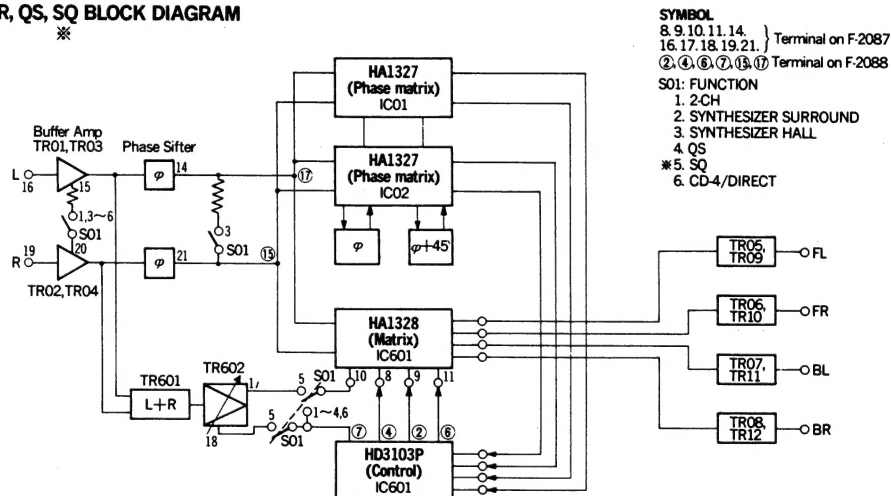 R, QS, SQ BLOCK DIAGRAM
※
SYMBOL
8. 9. 10. 11. 14.
16. 17. 18. 19. 21. } Terminal on F-2087
②,④,⑥,⑦,⑮,⑰ Terminal on F-2088
S01: FUNCTION
1. 2-CH
2. SYNTHESIZER SURROUND
3. SYNTHESIZER HALL
4. QS
※5. SQ
6. CD-4/DIRECT
HA1327
(Phase matrix)
IC01
HA1327
(Phase matrix)
IC02
φ
φ+45°
Buffer Amp
TR01,TR03
Phase Sifter
L
16
15
φ
14
⑰
1,3~6
S01
3
S01
R
19
20
φ
21
⑮
TR02,TR04
HA1328
(Matrix)
IC601
TR601
L+R
TR602
17
18
5
S01
10
8
9
11
5
S01
1~4,6
⑦
④
②
⑥
HD3103P
(Control)
IC601
TR05,
TR09
FL
TR06,
TR10
FR
TR07,
TR11
BL
TR08,
TR12
BR